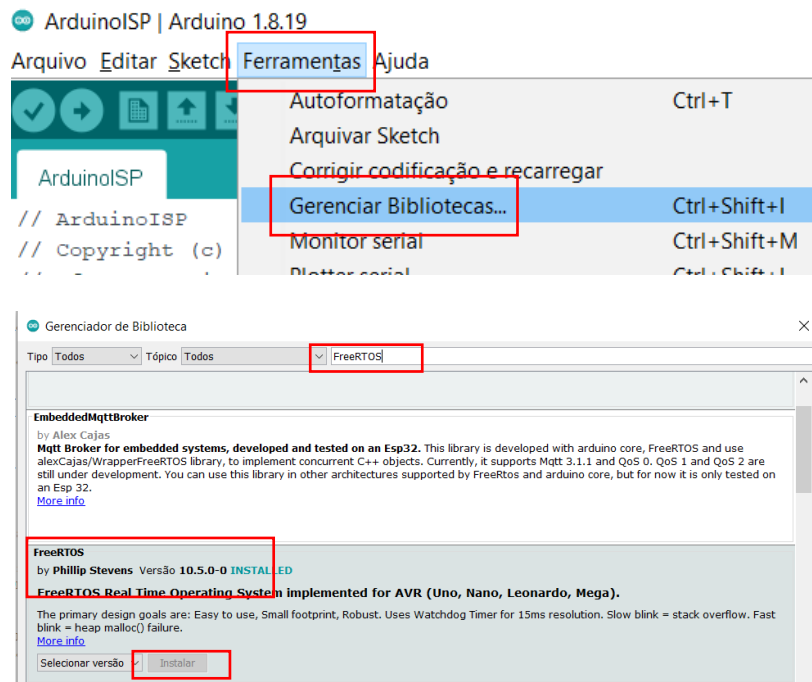 ArduinoISP | Arduino 1.8.19
Arquivo Editar Sketch Ferramentas Ajuda
Autoformatação Ctrl+T
Arquivar Sketch
Corrigir codificação e recarregar
ArduinoISP
Gerenciar Bibliotecas... Ctrl+Shift+I
// ArduinoISP
Monitor serial Ctrl+Shift+M
// Copyright (c)
Plotter serial Ctrl+Shift+L
Gerenciador de Biblioteca
Tipo Todos Tópico Todos FreeRTOS
EmbeddedMqttBroker
by Alex Cajas
Mqtt Broker for embedded systems, developed and tested on an Esp32. This library is developed with arduino core, FreeRTOS and use
alexCajas/WrapperFreeRTOS library, to implement concurrent C++ objects. Currently, it supports Mqtt 3.1.1 and QoS 0. QoS 1 and QoS 2 are
still under development. You can use this library in other architectures supported by FreeRtos and arduino core, but for now it is only tested on
an Esp 32.
More info
FreeRTOS
by Phillip Stevens Versão 10.5.0-0 INSTALLED
FreeRTOS Real Time Operating System implemented for AVR (Uno, Nano, Leonardo, Mega).
The primary design goals are: Easy to use, Small footprint, Robust. Uses Watchdog Timer for 15ms resolution. Slow blink = stack overflow. Fast
blink = heap malloc() failure.
More info
Selecionar versão Instalar